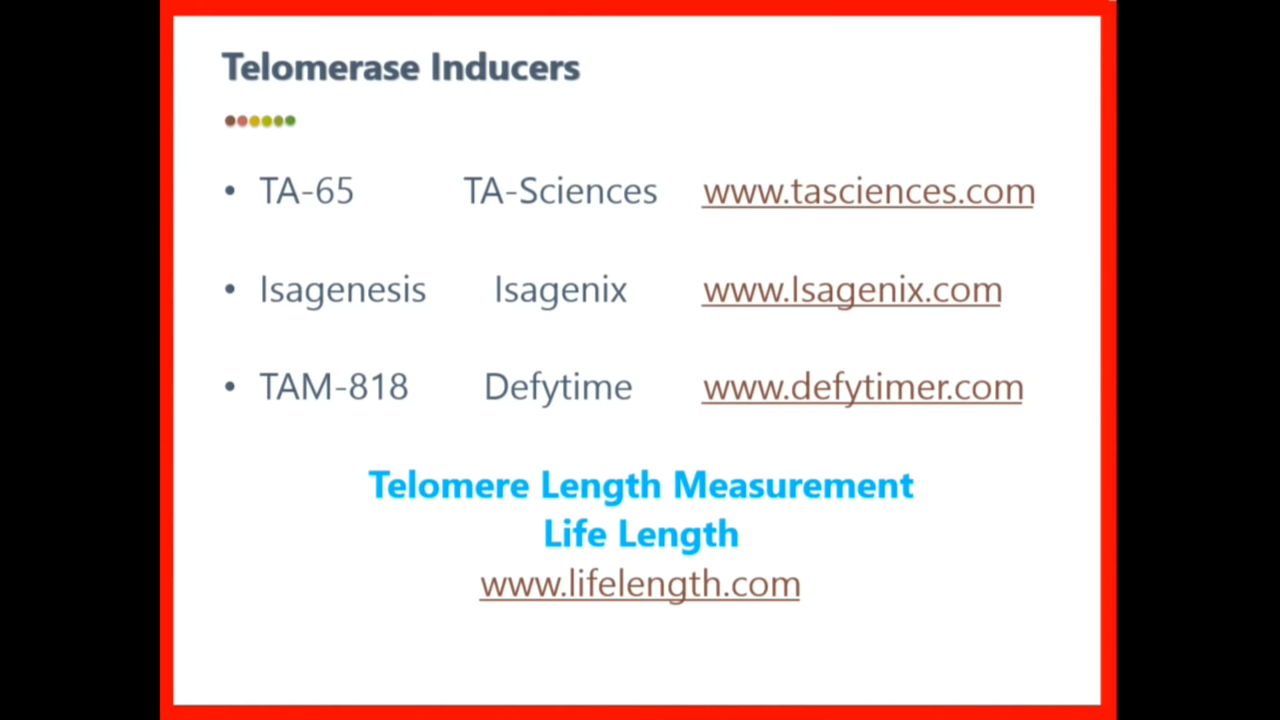 Telomerase Inducers
• TA-65 TA-Sciences www.tasciences.com
• Isagenesis Isagenix www.Isagenix.com
• TAM-818 Defytime www.defytimer.com
Telomere Length Measurement
Life Length
www.lifelength.com